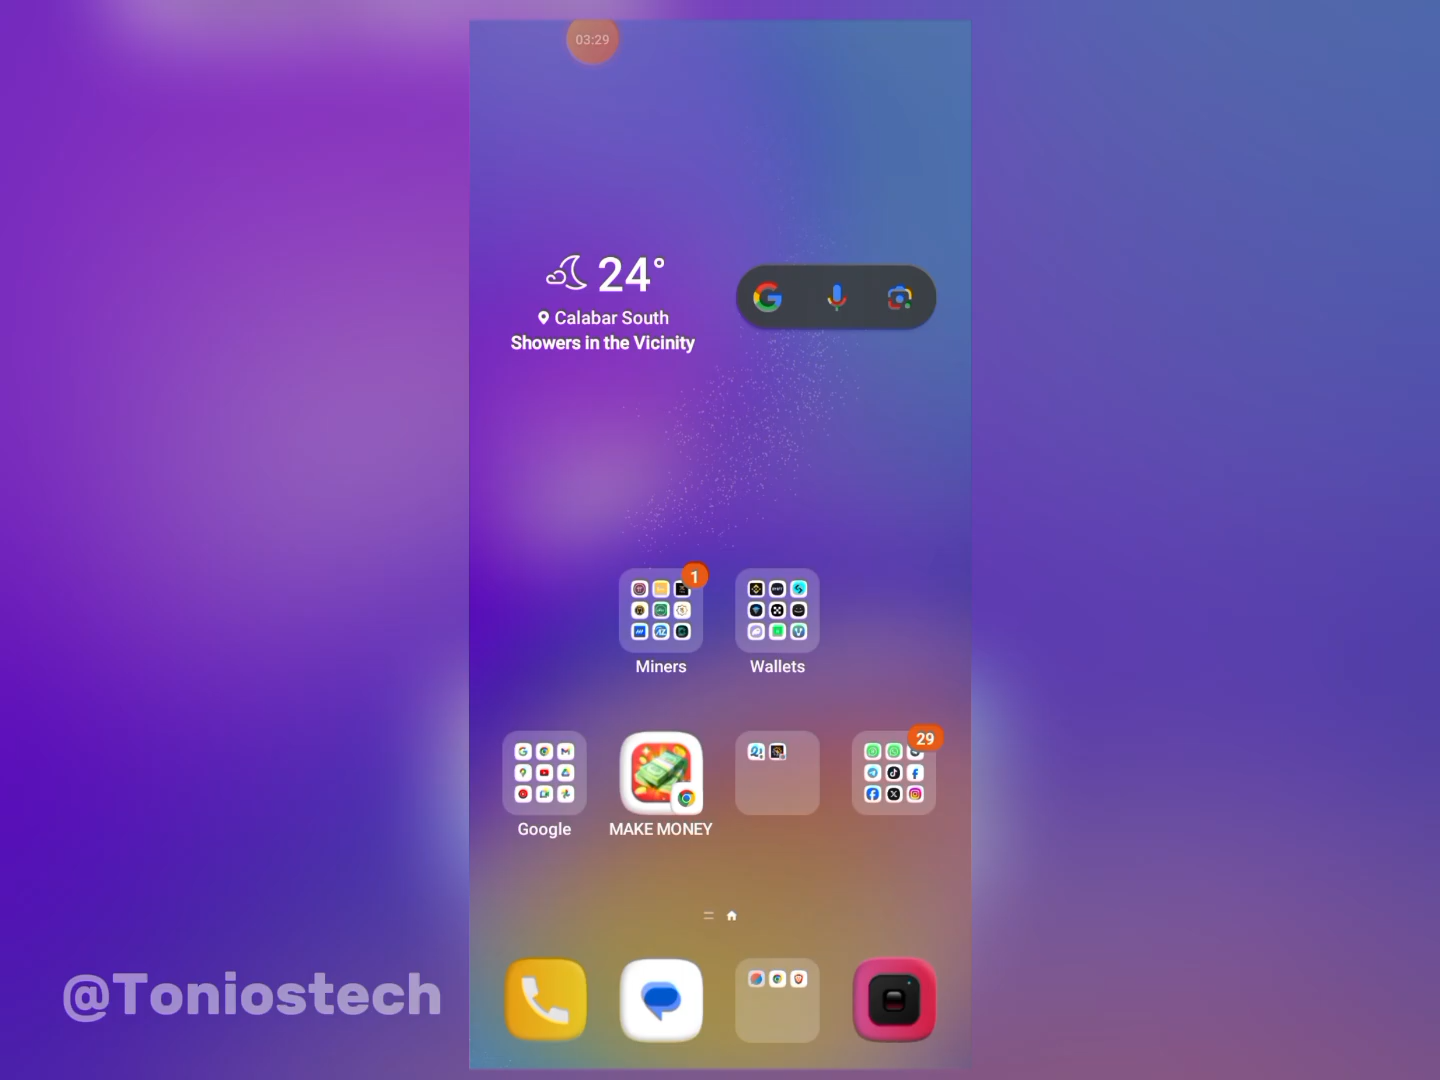 03:29
24°
Calabar South
Showers in the Vicinity
1
Miners
Wallets
29
Google
MAKE MONEY
@Toniostech